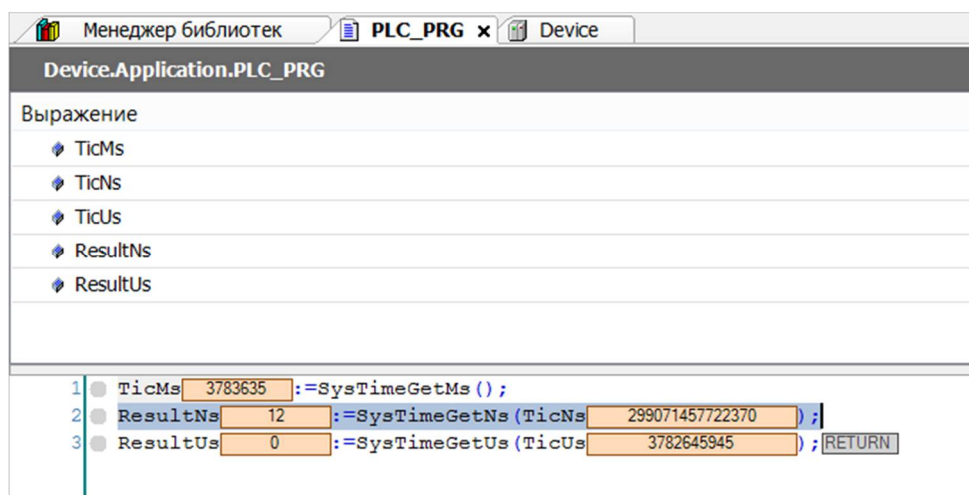 Менеджер библиотек PLC_PRG x Device
Device.Application.PLC_PRG
Выражение
TicMs
TicNs
TicUs
ResultNs
ResultUs
1 TicMs 3783635 :=SysTimeGetMs();
2 ResultNs 12 :=SysTimeGetNs(TicNs 299071457722370 );
3 ResultUs 0 :=SysTimeGetUs(TicUs 3782645945 ); RETURN